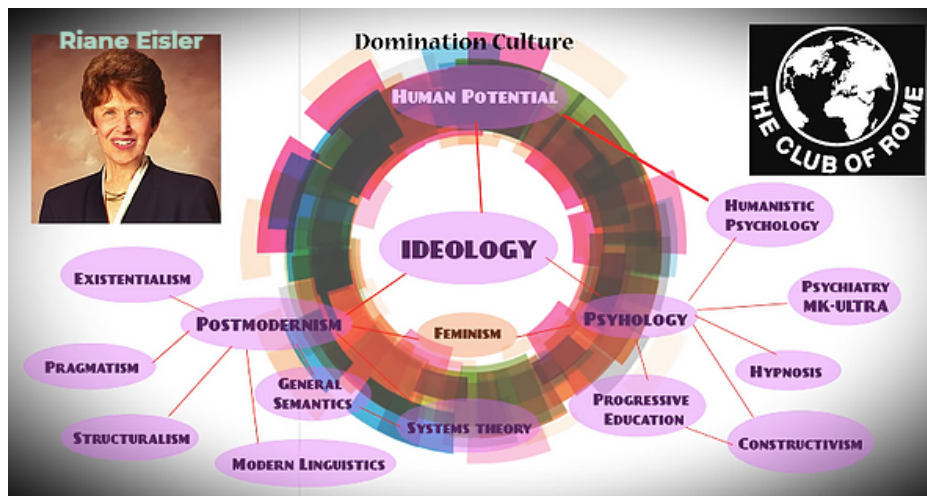 Riane Eisler
Domination Culture
HUMAN POTENTIAL
THE CLUB OF ROME
HUMANISTIC
PSYCHOLOGY
IDEOLOGY
EXISTENTIALISM
PSYCHIATRY
MK-ULTRA
POSTMODERNISM
FEMINISM
PSYHOLOGY
PRAGMATISM
HYPNOSIS
GENERAL
SEMANTICS
PROGRESSIVE
EDUCATION
STRUCTURALISM
SYSTEMS THEORY
CONSTRUCTIVISM
MODERN LINGUISTICS